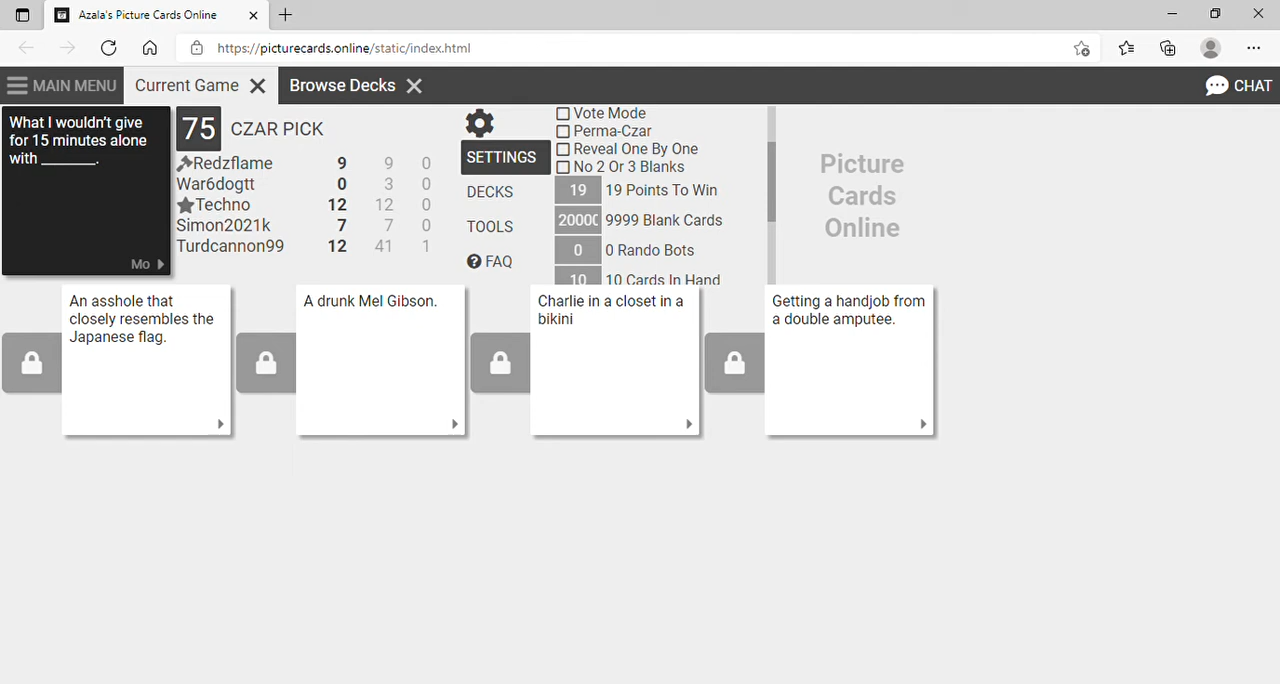 Azala's Picture Cards Online
https://picturecards.online/static/index.html
MAIN MENU
Current Game
Browse Decks
CHAT
What I wouldn't give
for 15 minutes alone
with _______.
Mo
75 CZAR PICK
Redzflame 9 9 0
War6dogtt 0 3 0
Techno 12 12 0
Simon2021k 7 7 0
Turdcannon99 12 41 1
SETTINGS
DECKS
TOOLS
? FAQ
Vote Mode
Perma-Czar
Reveal One By One
No 2 Or 3 Blanks
19 19 Points To Win
20000 9999 Blank Cards
0 0 Rando Bots
10 10 Cards In Hand
Picture
Cards
Online
An asshole that
closely resembles the
Japanese flag.
A drunk Mel Gibson.
Charlie in a closet in a
bikini
Getting a handjob from
a double amputee.